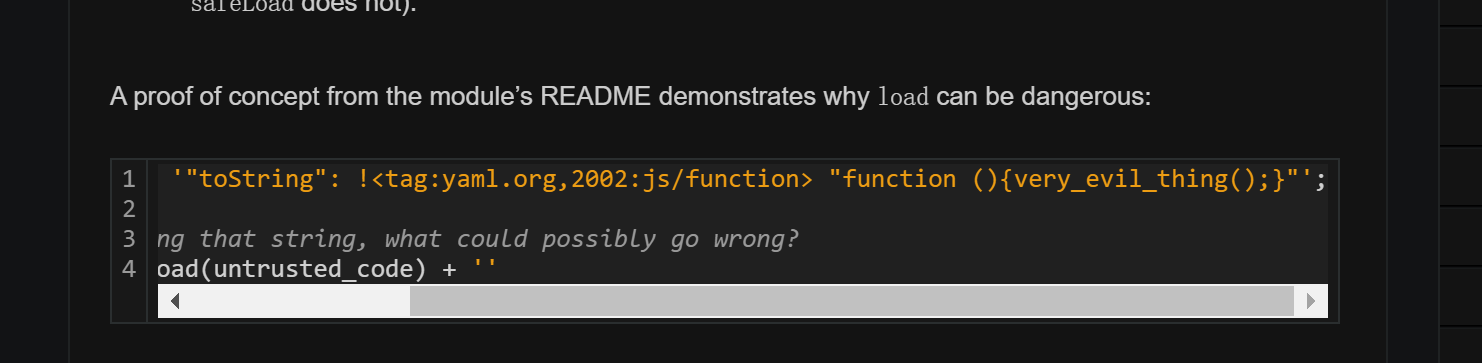 safeLoad does not).
A proof of concept from the module’s README demonstrates why load can be dangerous:
1 '"toString": !<tag:yaml.org,2002:js/function> "function (){very_evil_thing();}"';
2
3 ng that string, what could possibly go wrong?
4 oad(untrusted_code) + ''